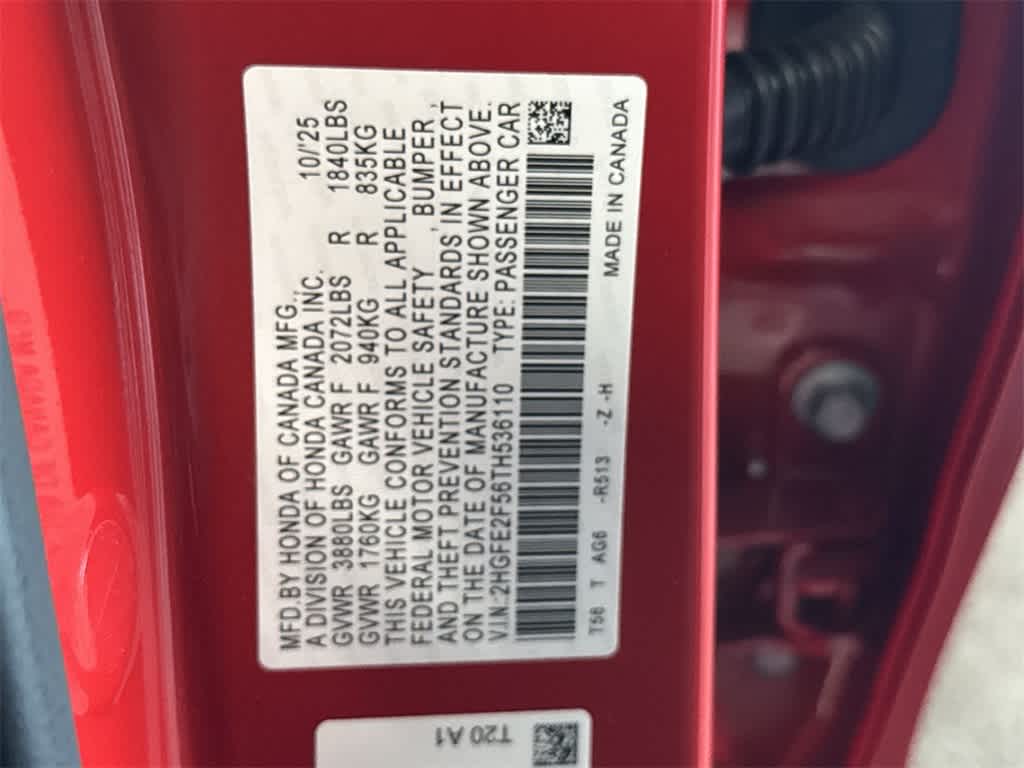 MFD.BY HONDA OF CANADA MFG., 10/'25
A DIVISION OF HONDA CANADA INC.
GVWR 3880LBS GAWR F 2072LBS R 1840LBS
GVWR 1760KG GAWR F 940KG R 835KG
THIS VEHICLE CONFORMS TO ALL APPLICABLE
FEDERAL MOTOR VEHICLE SAFETY , BUMPER ,
AND THEFT PREVENTION STANDARDS IN EFFECT
ON THE DATE OF MANUFACTURE SHOWN ABOVE.
V.I.N.:2HGFE2F56TH536110 TYPE: PASSENGER CAR
T56 T AG6 -R513 -Z -H MADE IN CANADA
T20 A1